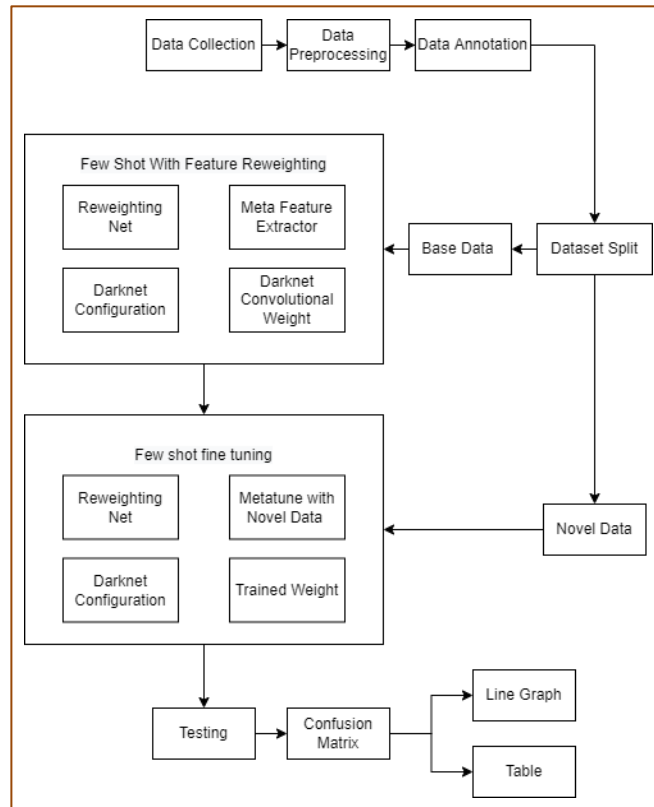 Data Collection
Data
Preprocessing
Data Annotation
Few Shot With Feature Reweighting
Reweighting
Net
Meta Feature
Extractor
Darknet
Configuration
Darknet
Convolutional
Weight
Base Data
Dataset Split
Few shot fine tuning
Reweighting
Net
Metatune with
Novel Data
Darknet
Configuration
Trained Weight
Novel Data
Testing
Confusion
Matrix
Line Graph
Table